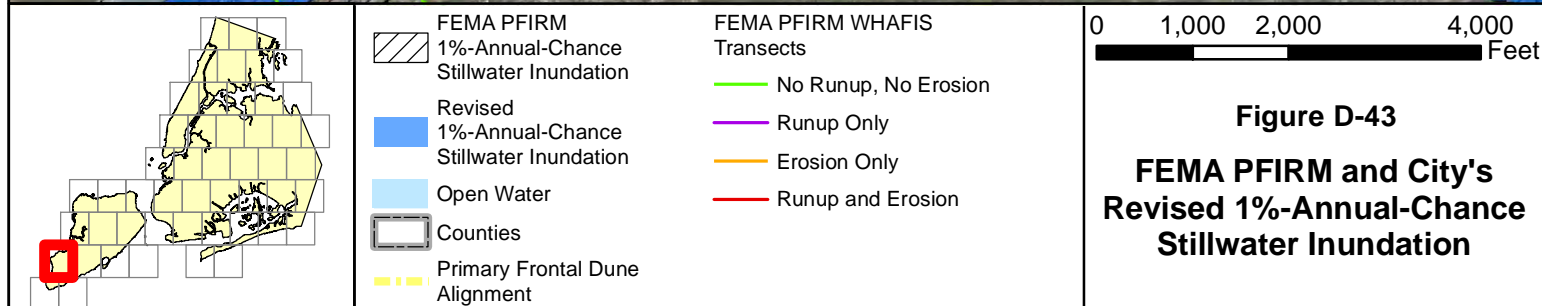 FEMA PFIRM
1%-Annual-Chance
Stillwater Inundation
Revised
1%-Annual-Chance
Stillwater Inundation
Open Water
Counties
Primary Frontal Dune
Alignment
FEMA PFIRM WHAFIS
Transects
No Runup, No Erosion
Runup Only
Erosion Only
Runup and Erosion
0 1,000 2,000 4,000
Feet
Figure D-43
FEMA PFIRM and City's
Revised 1%-Annual-Chance
Stillwater Inundation